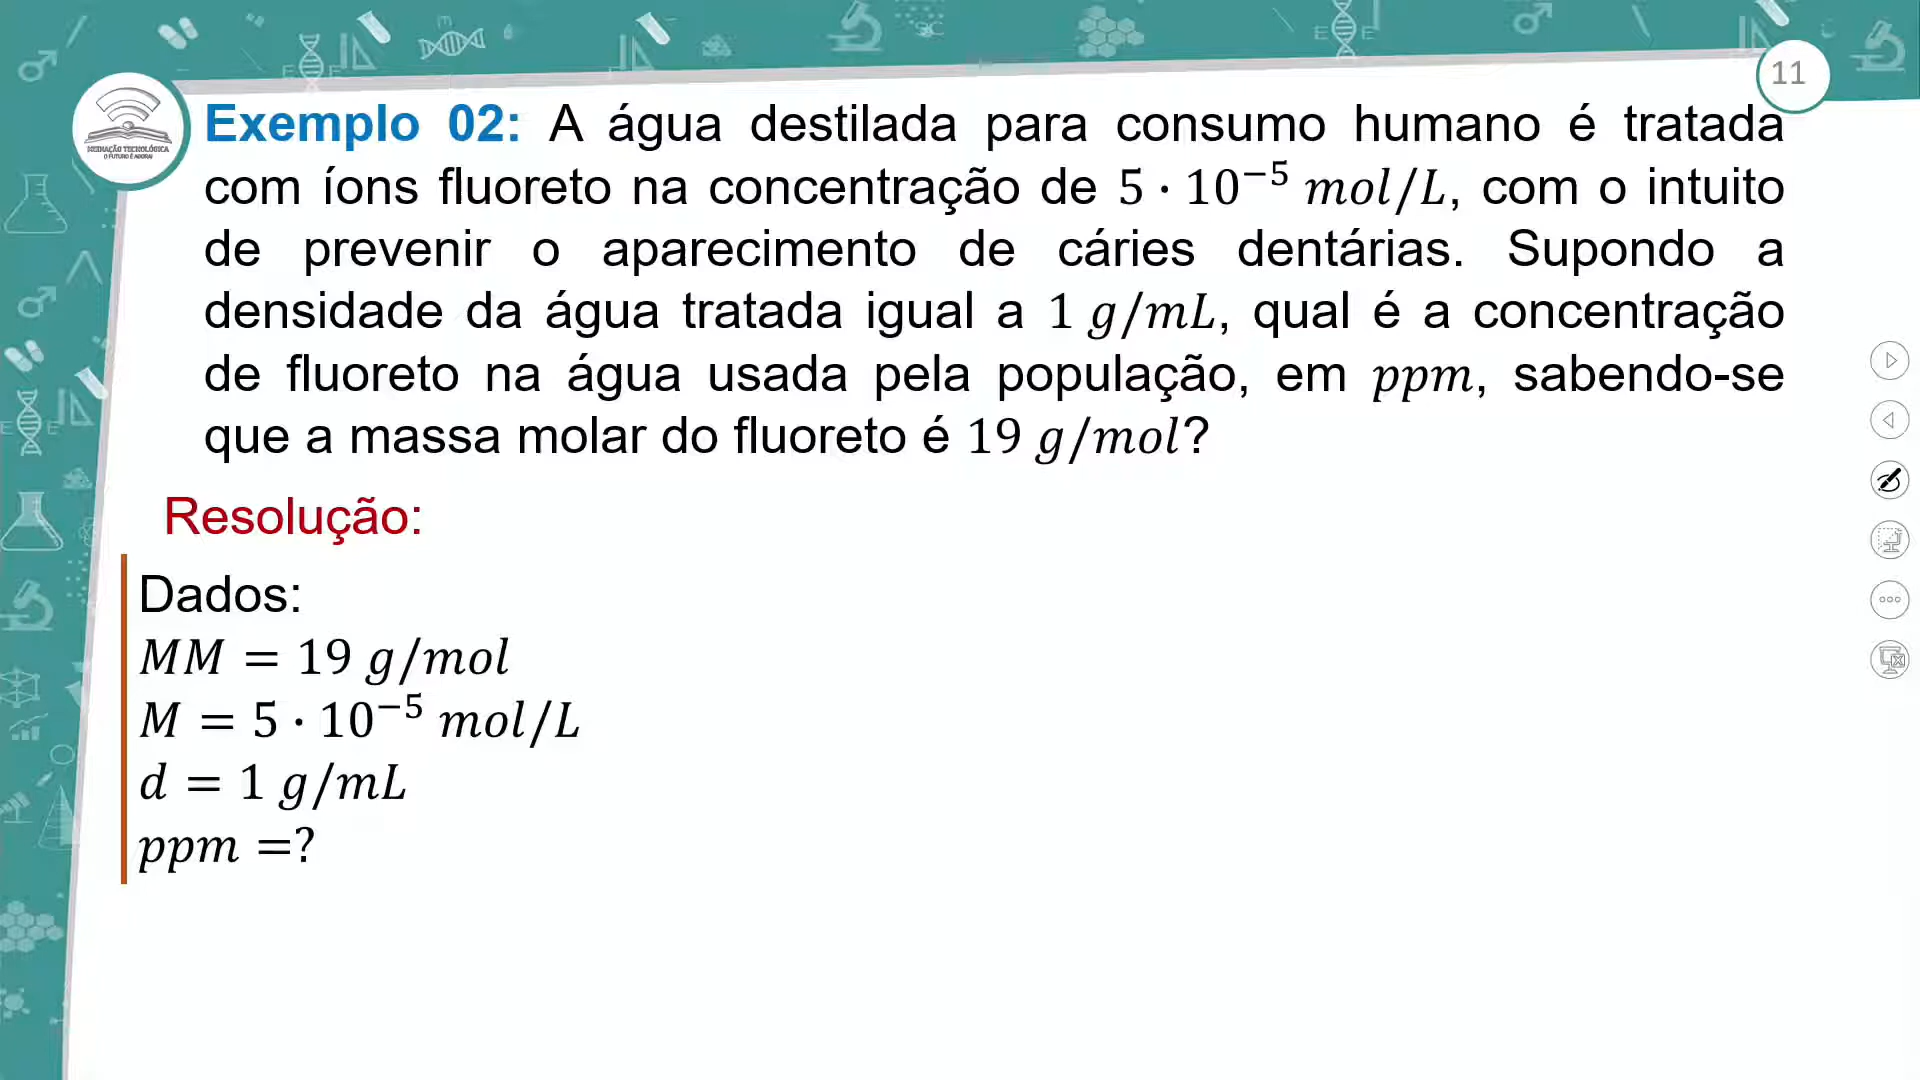 11
Exemplo 02: A água destilada para consumo humano é tratada
com íons fluoreto na concentração de 5 · 10⁻⁵ mol/L, com o intuito
de prevenir o aparecimento de cáries dentárias. Supondo a
densidade da água tratada igual a 1 g/mL, qual é a concentração
de fluoreto na água usada pela população, em ppm, sabendo-se
que a massa molar do fluoreto é 19 g/mol?
Resolução:
Dados:
MM = 19 g/mol
M = 5 · 10⁻⁵ mol/L
d = 1 g/mL
ppm =?